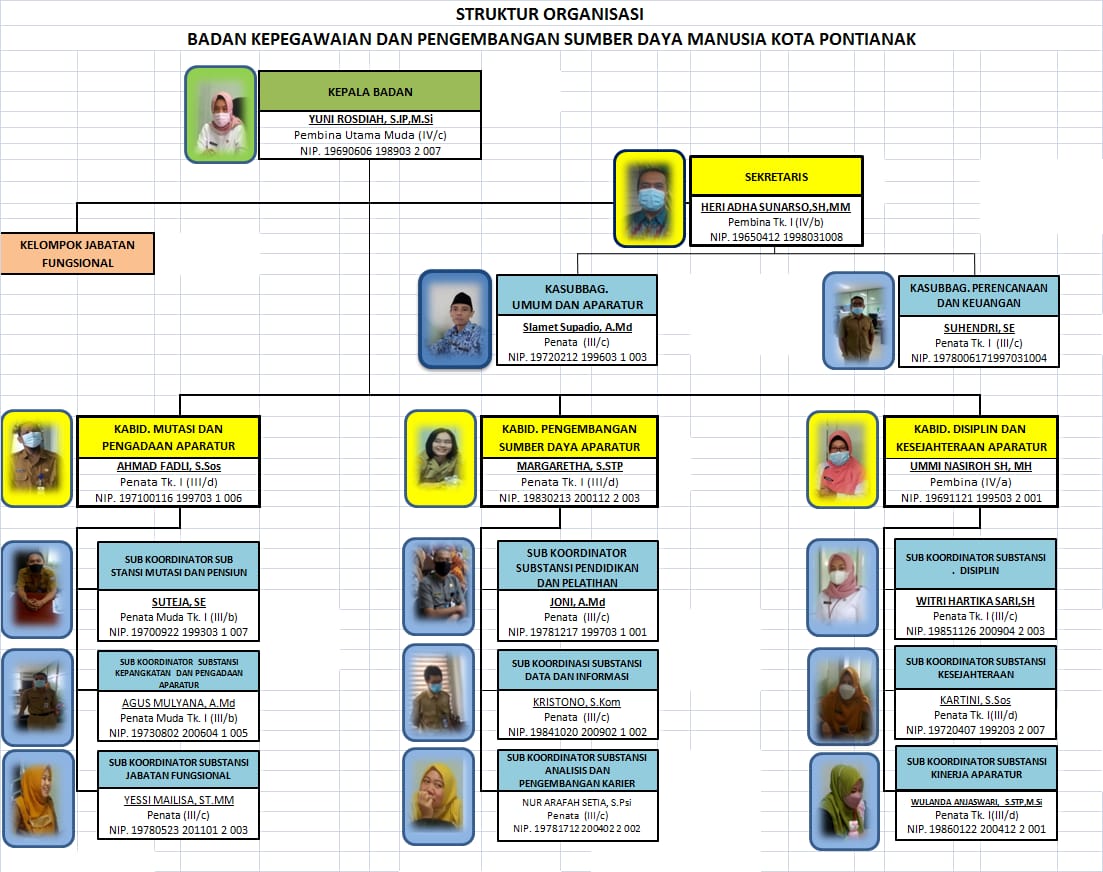 STRUKTUR ORGANISASI
BADAN KEPEGAWAIAN DAN PENGEMBANGAN SUMBER DAYA MANUSIA KOTA PONTIANAK
KEPALA BADAN
YUNI ROSDIAH, S.IP,M.Si
Pembina Utama Muda (IV/c)
NIP. 19690606 198903 2 007
SEKRETARIS
HERI ADHA SUNARSO,SH,MM
Pembina Tk. I (IV/b)
NIP. 19650412 1998031008
KELOMPOK JABATAN
FUNGSIONAL
KASUBBAG.
UMUM DAN APARATUR
Slamet Supadio, A.Md
Penata (III/c)
NIP. 19720212 199603 1 003
KASUBBAG. PERENCANAAN
DAN KEUANGAN
SUHENDRI, SE
Penata Tk. I (III/c)
NIP. 1978006171997031004
KABID. MUTASI DAN
PENGADAAN APARATUR
AHMAD FADLI, S.Sos
Penata Tk. I (III/d)
NIP. 197100116 199703 1 006
KABID. PENGEMBANGAN
SUMBER DAYA APARATUR
MARGARETHA, S.STP
Penata Tk. I (III/d)
NIP. 19830213 200112 2 003
KABID. DISIPLIN DAN
KESEJAHTERAAN APARATUR
UMMI NASIROH SH, MH
Pembina (IV/a)
NIP. 19691121 199503 2 001
SUB KOORDINATOR SUB
STANSI MUTASI DAN PENSIUN
SUTEJA, SE
Penata Muda Tk. I (III/b)
NIP. 19700922 199303 1 007
SUB KOORDINATOR
SUBSTANSI PENDIDIKAN
DAN PELATIHAN
JONI, A.Md
Penata (III/c)
NIP. 19781217 199703 1 001
SUB KOORDINATOR SUBSTANSI
. DISIPLIN
WITRI HARTIKA SARI,SH
Penata Tk. I (III/c)
NIP. 19851126 200904 2 003
SUB KOORDINATOR SUBSTANSI
KEPANGKATAN DAN PENGADAAN
APARATUR
AGUS MULYANA, A.Md
Penata Muda Tk. I (III/b)
NIP. 19730802 200604 1 005
SUB KOORDINASI SUBSTANSI
DATA DAN INFORMASI
KRISTONO, S.Kom
Penata (III/c)
NIP. 19841020 200902 1 002
SUB KOORDINATOR SUBSTANSI
KESEJAHTERAAN
KARTINI, S.Sos
Penata Tk. I(III/d)
NIP. 19720407 199203 2 007
SUB KOORDINATOR SUBSTANSI
JABATAN FUNGSIONAL
YESSI MAILISA, ST.MM
Penata (III/c)
NIP. 19780523 201101 2 003
SUB KOORDINATOR SUBSTANSI
ANALISIS DAN
PENGEMBANGAN KARIER
NUR ARAFAH SETIA, S.Psi
Penata (III/c)
NIP. 19781712 200402 2 002
SUB KOORDINATOR SUBSTANSI
KINERJA APARATUR
WULANDA ANJASWARI, S.STP,M.Si
Penata Tk. I(III/d)
NIP. 19860122 200412 2 001